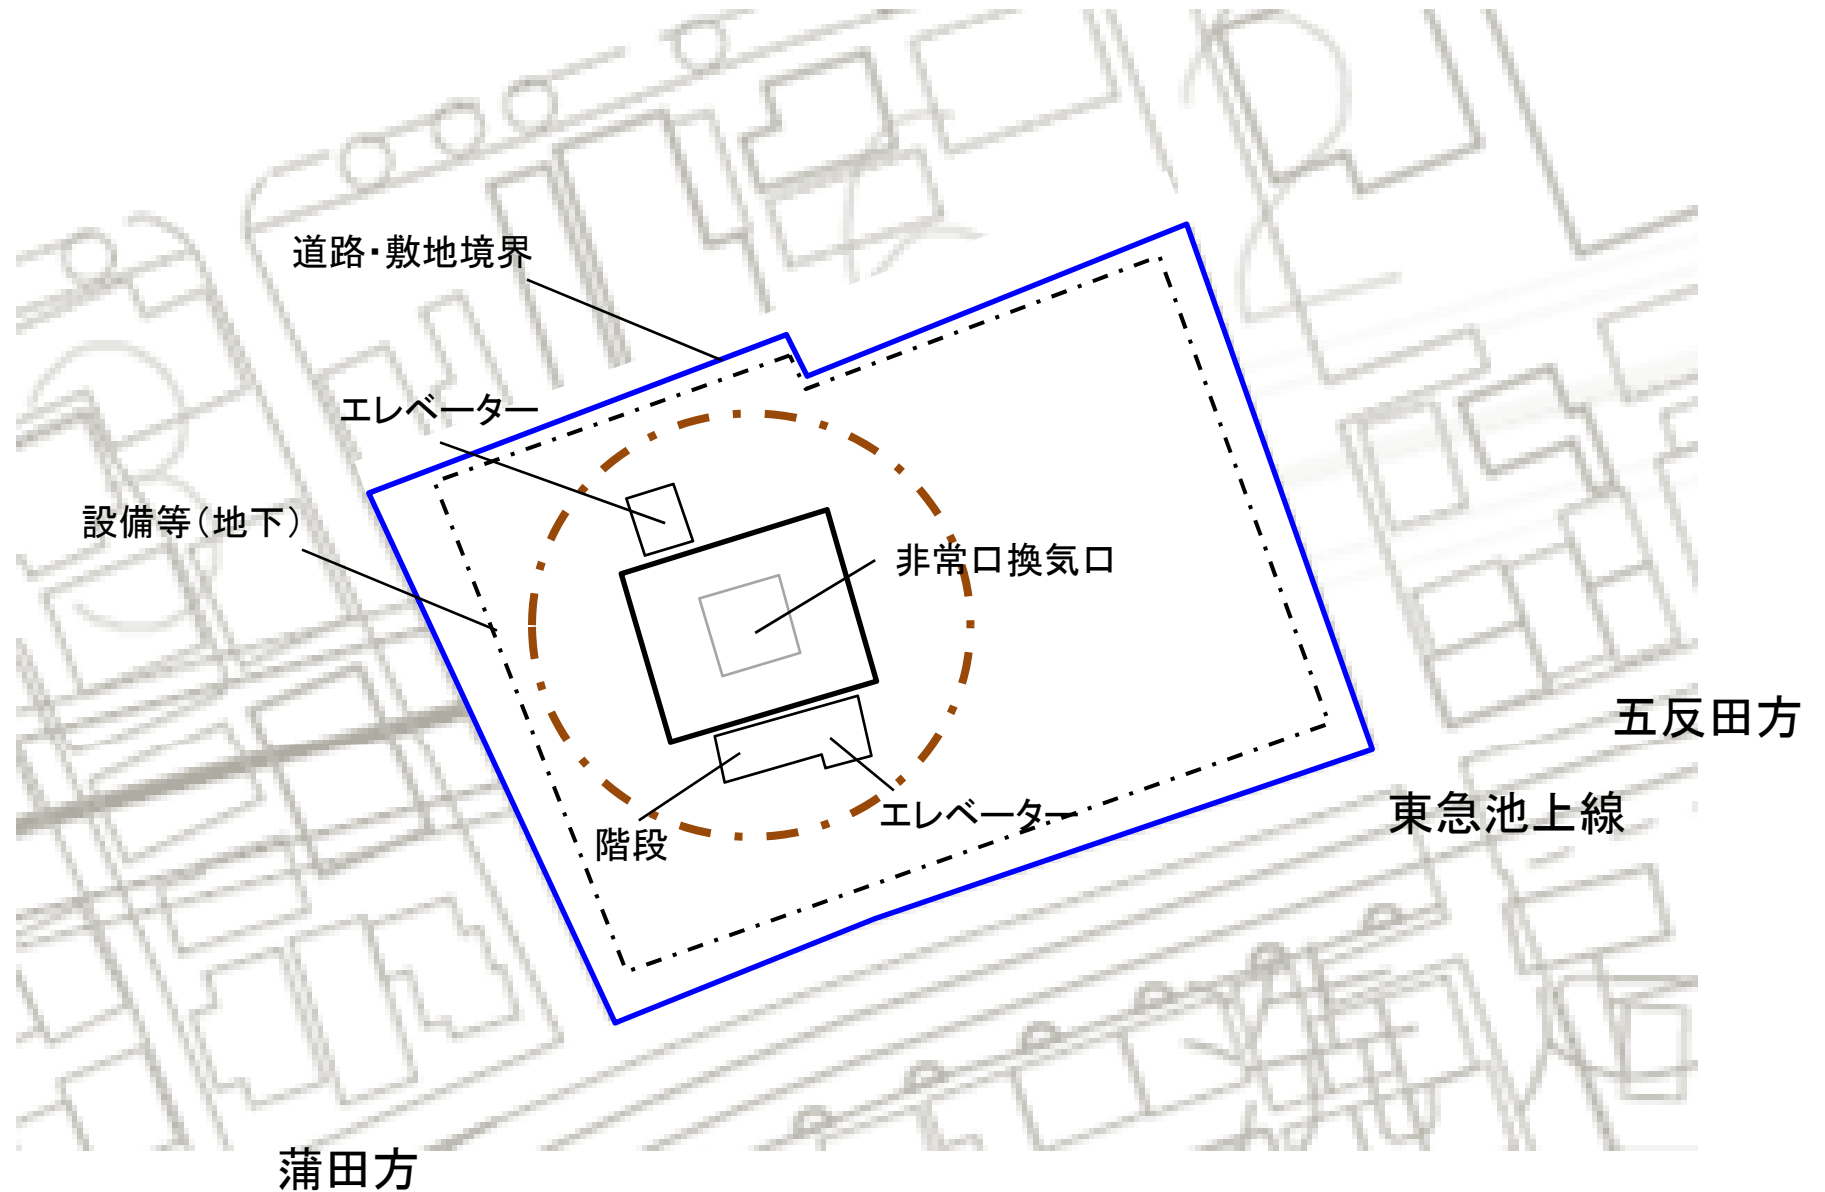 道路・敷地境界
エレベーター
設備等（地下）
非常口換気口
五反田方
東急池上線
エレベーター
階段
蒲田方